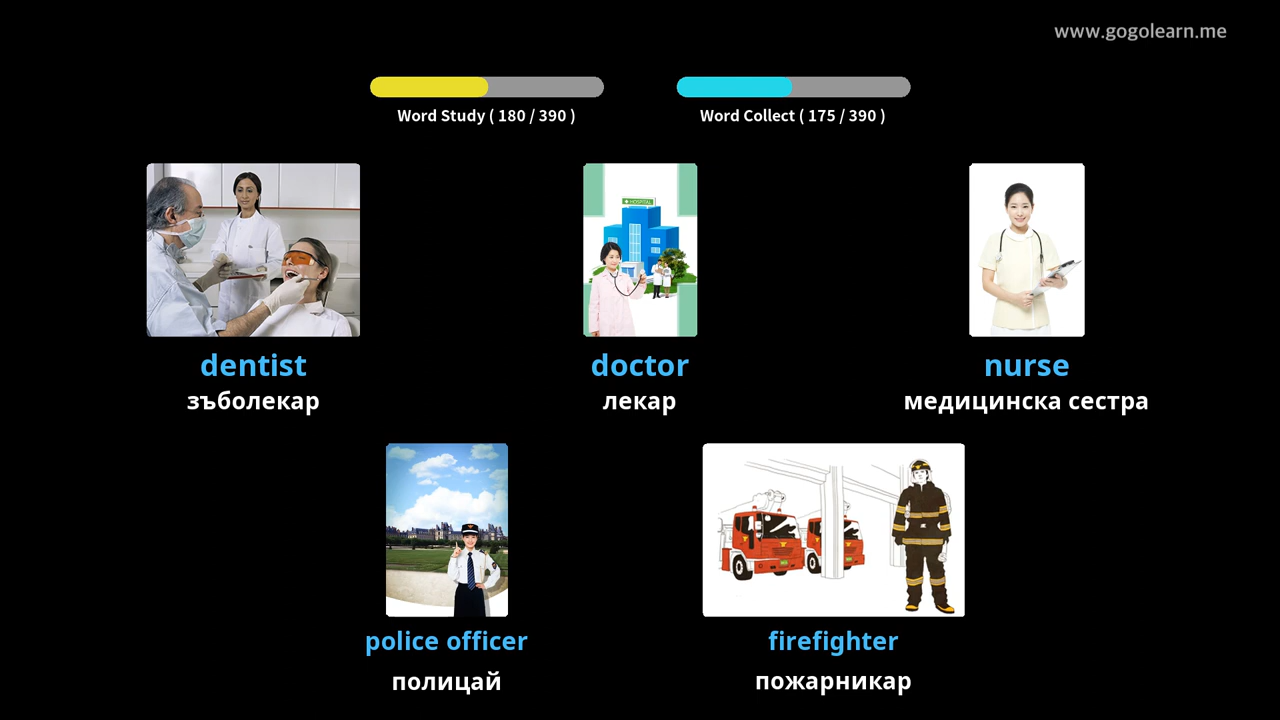 www.gogolearn.me
Word Study ( 180 / 390 )
Word Collect ( 175 / 390 )
HOSPITAL
dentist
doctor
nurse
зъболекар
лекар
медицинска сестра
police officer
firefighter
полицай
пожарникар